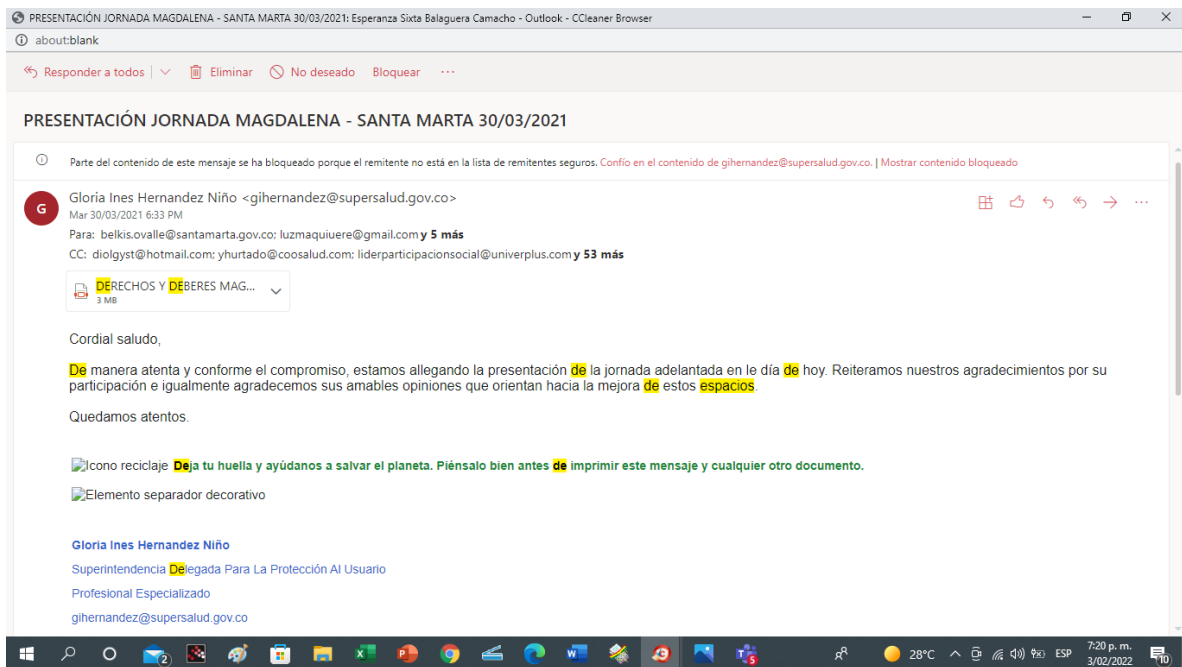 PRESENTACIÓN JORNADA MAGDALENA - SANTA MARTA 30/03/2021: Esperanza Sixta Balaguera Camacho - Outlook - CCleaner Browser
about:blank
Responder a todos | Eliminar No deseado Bloquear ...
PRESENTACIÓN JORNADA MAGDALENA - SANTA MARTA 30/03/2021
Parte del contenido de este mensaje se ha bloqueado porque el remitente no está en la lista de remitentes seguros. Confío en el contenido de gihernandez@supersalud.gov.co. | Mostrar contenido bloqueado
G
Gloria Ines Hernandez Niño <gihernandez@supersalud.gov.co>
Mar 30/03/2021 6:33 PM
Para: belkis.ovalle@santamarta.gov.co; luzmaquiuere@gmail.com y 5 más
CC: diolgyst@hotmail.com; yhurtado@coosalud.com; liderparticipacionsocial@univerplus.com y 53 más
DERECHOS Y DEBERES MAG...
3 MB
Cordial saludo,
De manera atenta y conforme el compromiso, estamos allegando la presentación de la jornada adelantada en le día de hoy. Reiteramos nuestros agradecimientos por su
participación e igualmente agradecemos sus amables opiniones que orientan hacia la mejora de estos espacios.
Quedamos atentos.
Icono reciclaje Deja tu huella y ayúdanos a salvar el planeta. Piénsalo bien antes de imprimir este mensaje y cualquier otro documento.
Elemento separador decorativo
Gloria Ines Hernandez Niño
Superintendencia Delegada Para La Protección Al Usuario
Profesional Especializado
gihernandez@supersalud.gov.co
28°C ESP 7:20 p. m.
3/02/2022